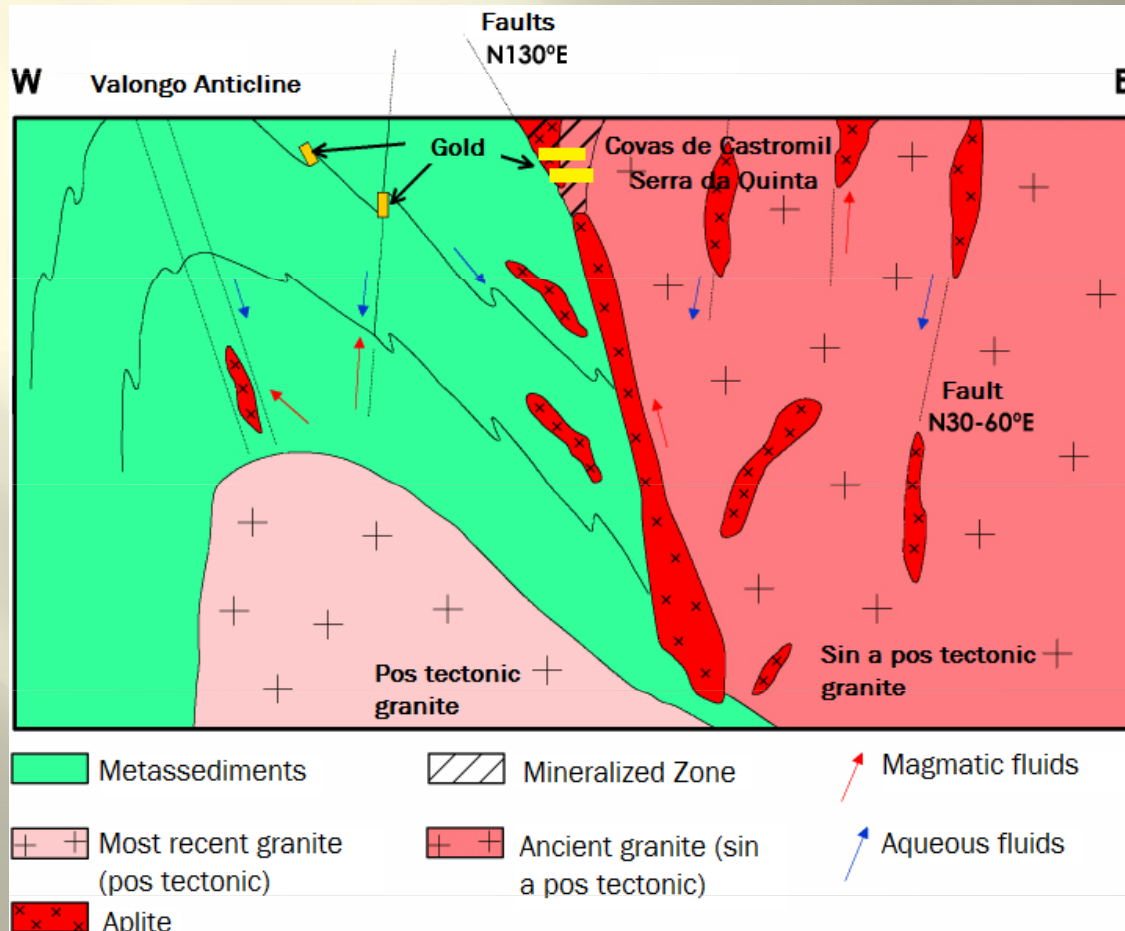 Faults
N130ºE
W
Valongo Anticline
Gold
Covas de Castromil
Serra da Quinta
Fault
N30-60ºE
Pos tectonic
granite
Sin a pos tectonic
granite
Metassediments
Mineralized Zone
Magmatic fluids
Most recent granite
(pos tectonic)
Ancient granite (sin
a pos tectonic)
Aqueous fluids
Aplite